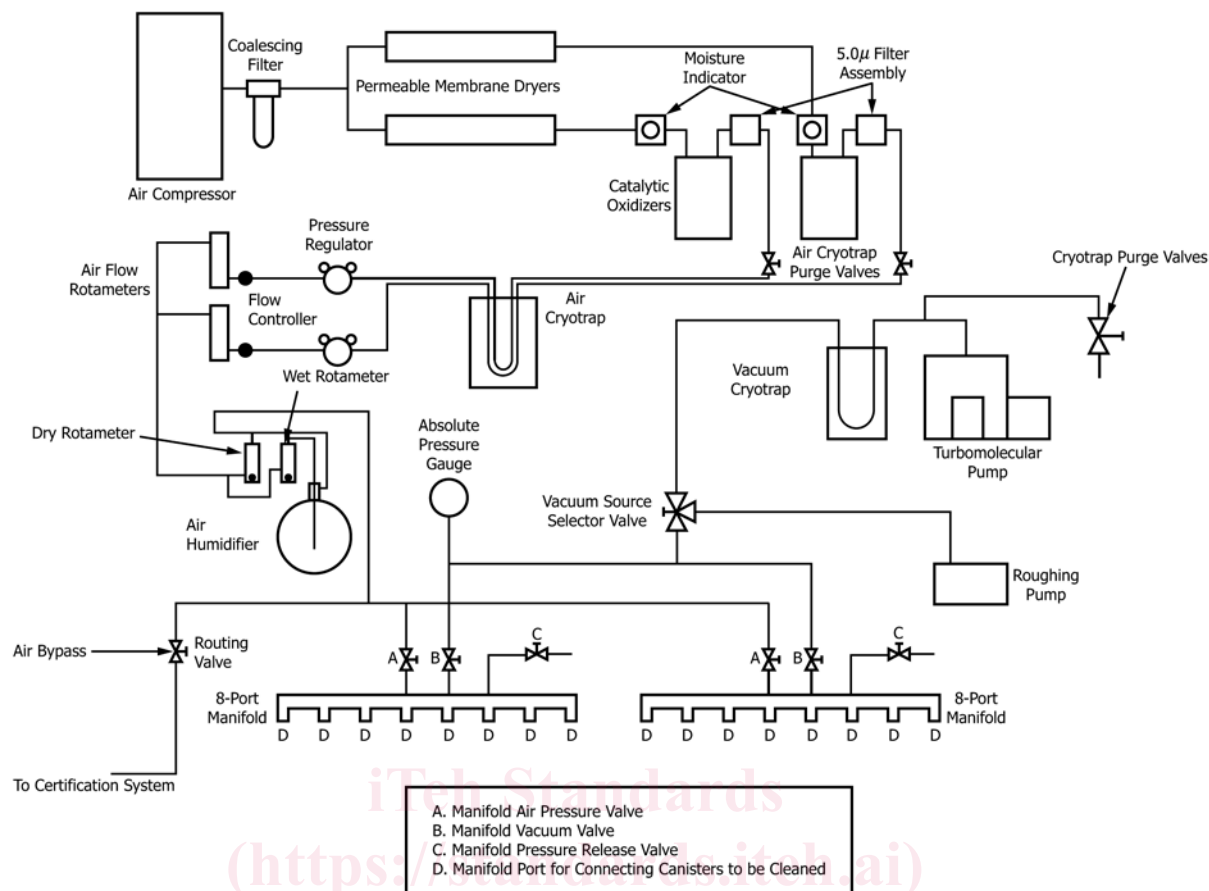 Coalescing
Filter
Moisture
Indicator
5.0μ Filter
Assembly
Permeable Membrane Dryers
Air Compressor
Catalytic
Oxidizers
Pressure
Regulator
Air Cryotrap
Purge Valves
Cryotrap Purge Valves
Air Flow
Rotameters
Flow
Controller
Air
Cryotrap
Wet Rotameter
Vacuum
Cryotrap
Dry Rotameter
Absolute
Pressure
Gauge
Turbomolecular
Pump
Vacuum Source
Selector Valve
Air
Humidifier
Roughing
Pump
Air Bypass
Routing
Valve
A
B
C
A
B
C
8-Port
Manifold
8-Port
Manifold
D D D D D D D D
D D D D D D D D
To Certification System
iTeh Standards
(https://standards.iteh.ai)
A. Manifold Air Pressure Valve
B. Manifold Vacuum Valve
C. Manifold Pressure Release Valve
D. Manifold Port for Connecting Canisters to be Cleaned